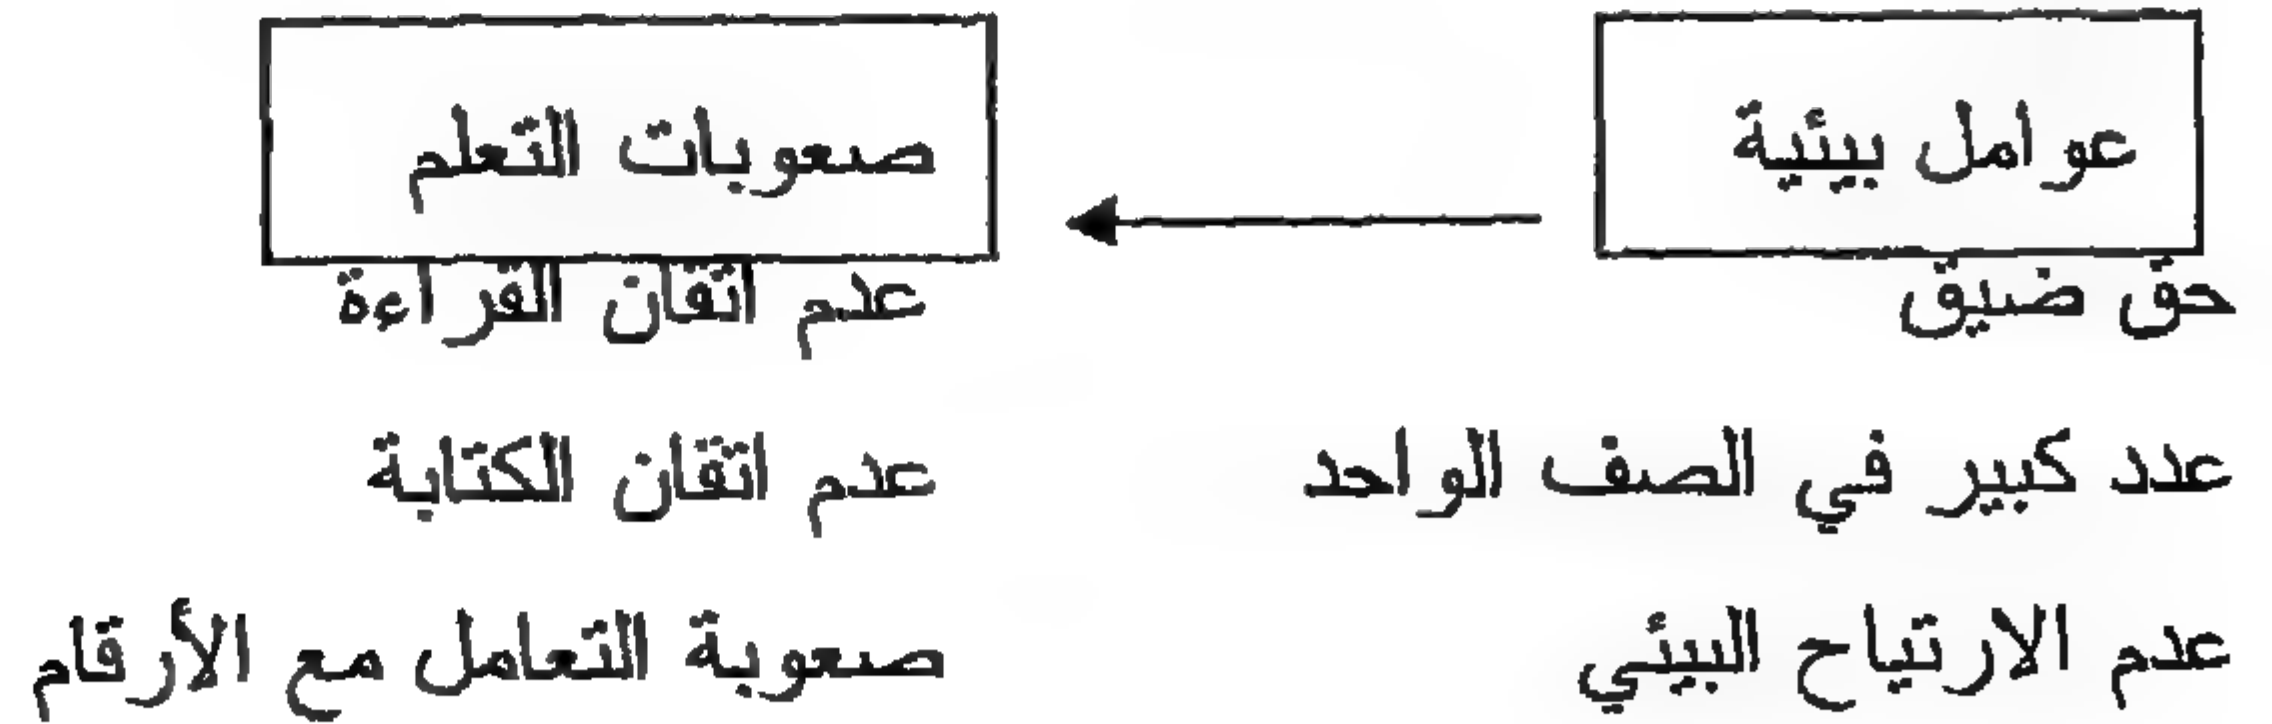 عوامل بيئية
صعوبات التعلم
حق ضيق
عدم اتقان القراءة
عدد كبير في الصف الواحد
عدم اتقان الكتابة
عدم الارتياح البيئي
صعوبة التعامل مع الأرقام